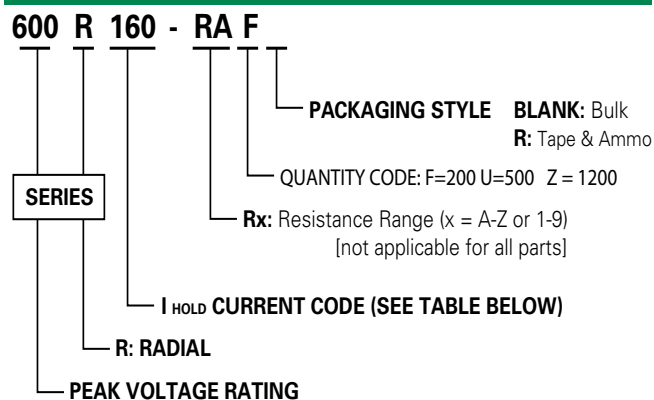 600 R 160 - RA F
PACKAGING STYLE BLANK: Bulk
R: Tape & Ammo
QUANTITY CODE: F=200 U=500 Z = 1200
SERIES
Rx: Resistance Range (x = A-Z or 1-9)
[not applicable for all parts]
I HOLD CURRENT CODE (SEE TABLE BELOW)
R: RADIAL
PEAK VOLTAGE RATING